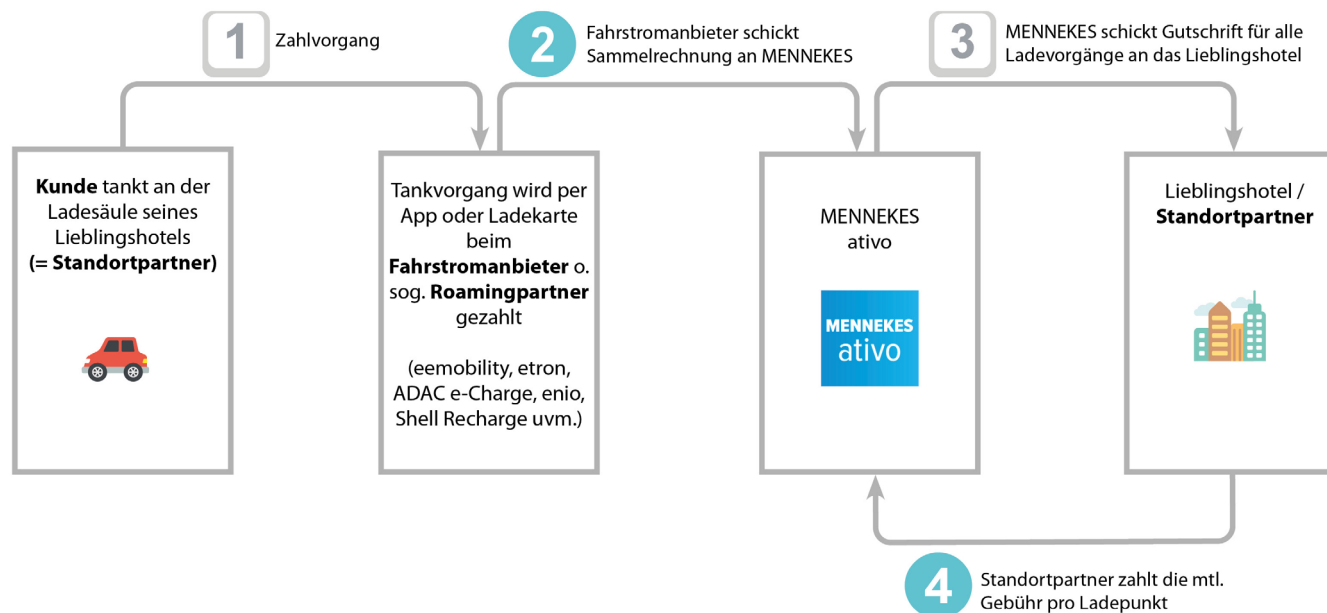 1
Zahlvorgang
2
Fahrstromanbieter schickt
Sammelrechnung an MENNEKES
3
MENNEKES schickt Gutschrift für alle
Ladevorgänge an das Lieblingshotel
Kunde tankt an der
Ladesäule seines
Lieblingshotels
(= Standortpartner)
Tankvorgang wird per
App oder Ladekarte
beim
Fahrstromanbieter o.
sog. Roamingpartner
gezahlt
(eemobility, etron,
ADAC e-Charge, enio,
Shell Recharge uvm.)
MENNEKES
ativo
MENNEKES
ativo
Lieblingshotel /
Standortpartner
4
Standortpartner zahlt die mtl.
Gebühr pro Ladepunkt